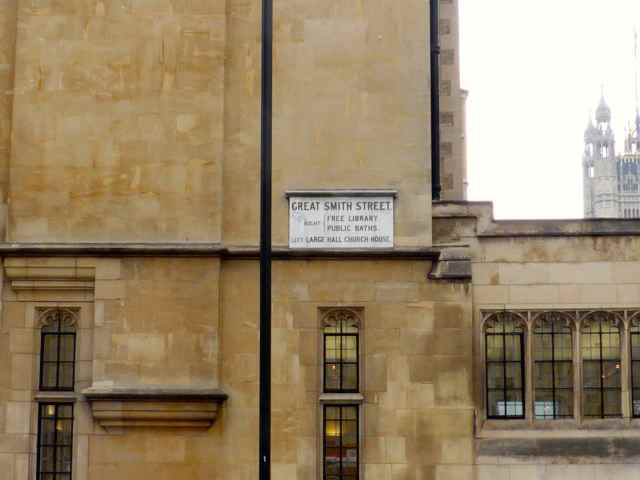 GREAT SMITH STREET.
RIGHT FREE LIBRARY
PUBLIC BATHS.
LEFT LARGE HALL CHURCH HOUSE.